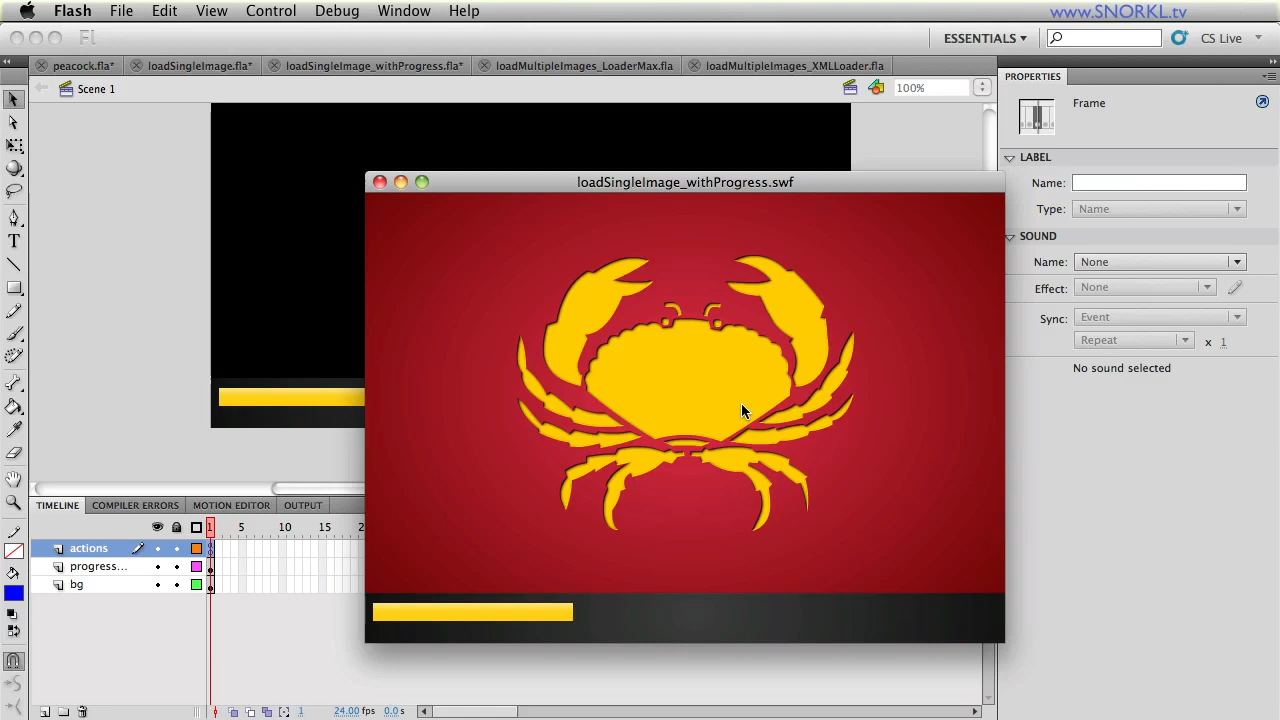 Flash File Edit View Control Debug Window Help www.SNORKL.tv
Fl ESSENTIALS CS Live
peacock.fla* loadSingleImage.fla* loadSingleImage_withProgress.fla* loadMultipleImages_LoaderMax.fla loadMultipleImages_XMLLoader.fla
Scene 1 100%
PROPERTIES
Frame
LABEL
Name:
Type: Name
SOUND
Name: None
Effect: None
Sync: Event
Repeat x 1
No sound selected
loadSingleImage_withProgress.swf
T
TIMELINE COMPILER ERRORS MOTION EDITOR OUTPUT
1 5 10 15
actions
progress...
bg
1 24.00 fps 0.0 s